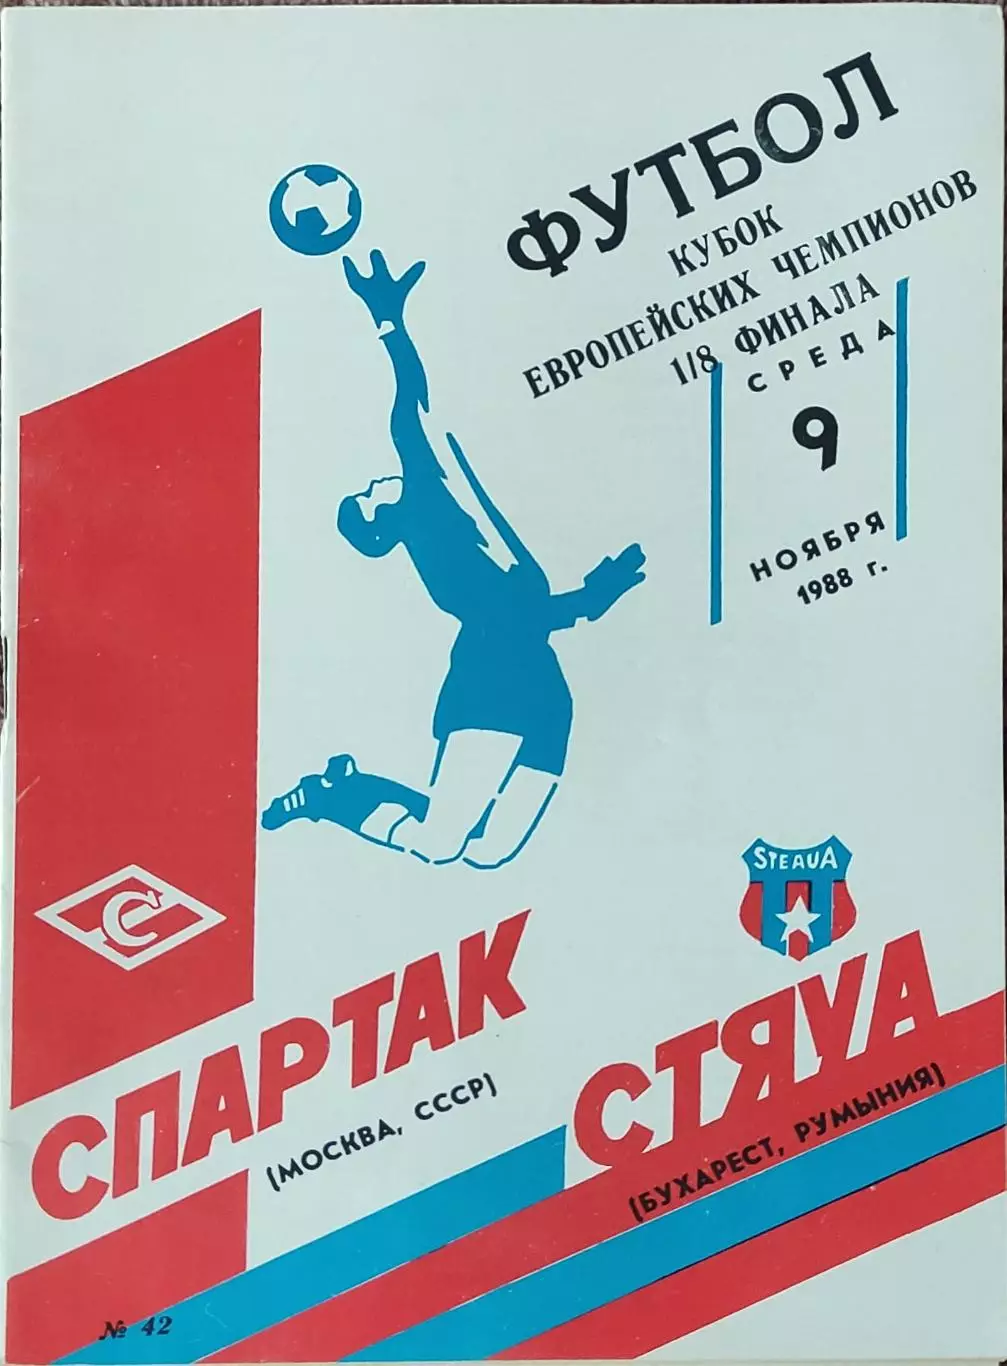 ФУТБОЛ
КУБОК
ЕВРОПЕЙСКИХ ЧЕМПИОНОВ
1/8 ФИНАЛА
СРЕДА
9
НОЯБРЯ
1988 г.
STEAUA
С
СПАРТАК
(МОСКВА, СССР)
СТЯУА
(БУХАРЕСТ, РУМЫНИЯ)
№ 42